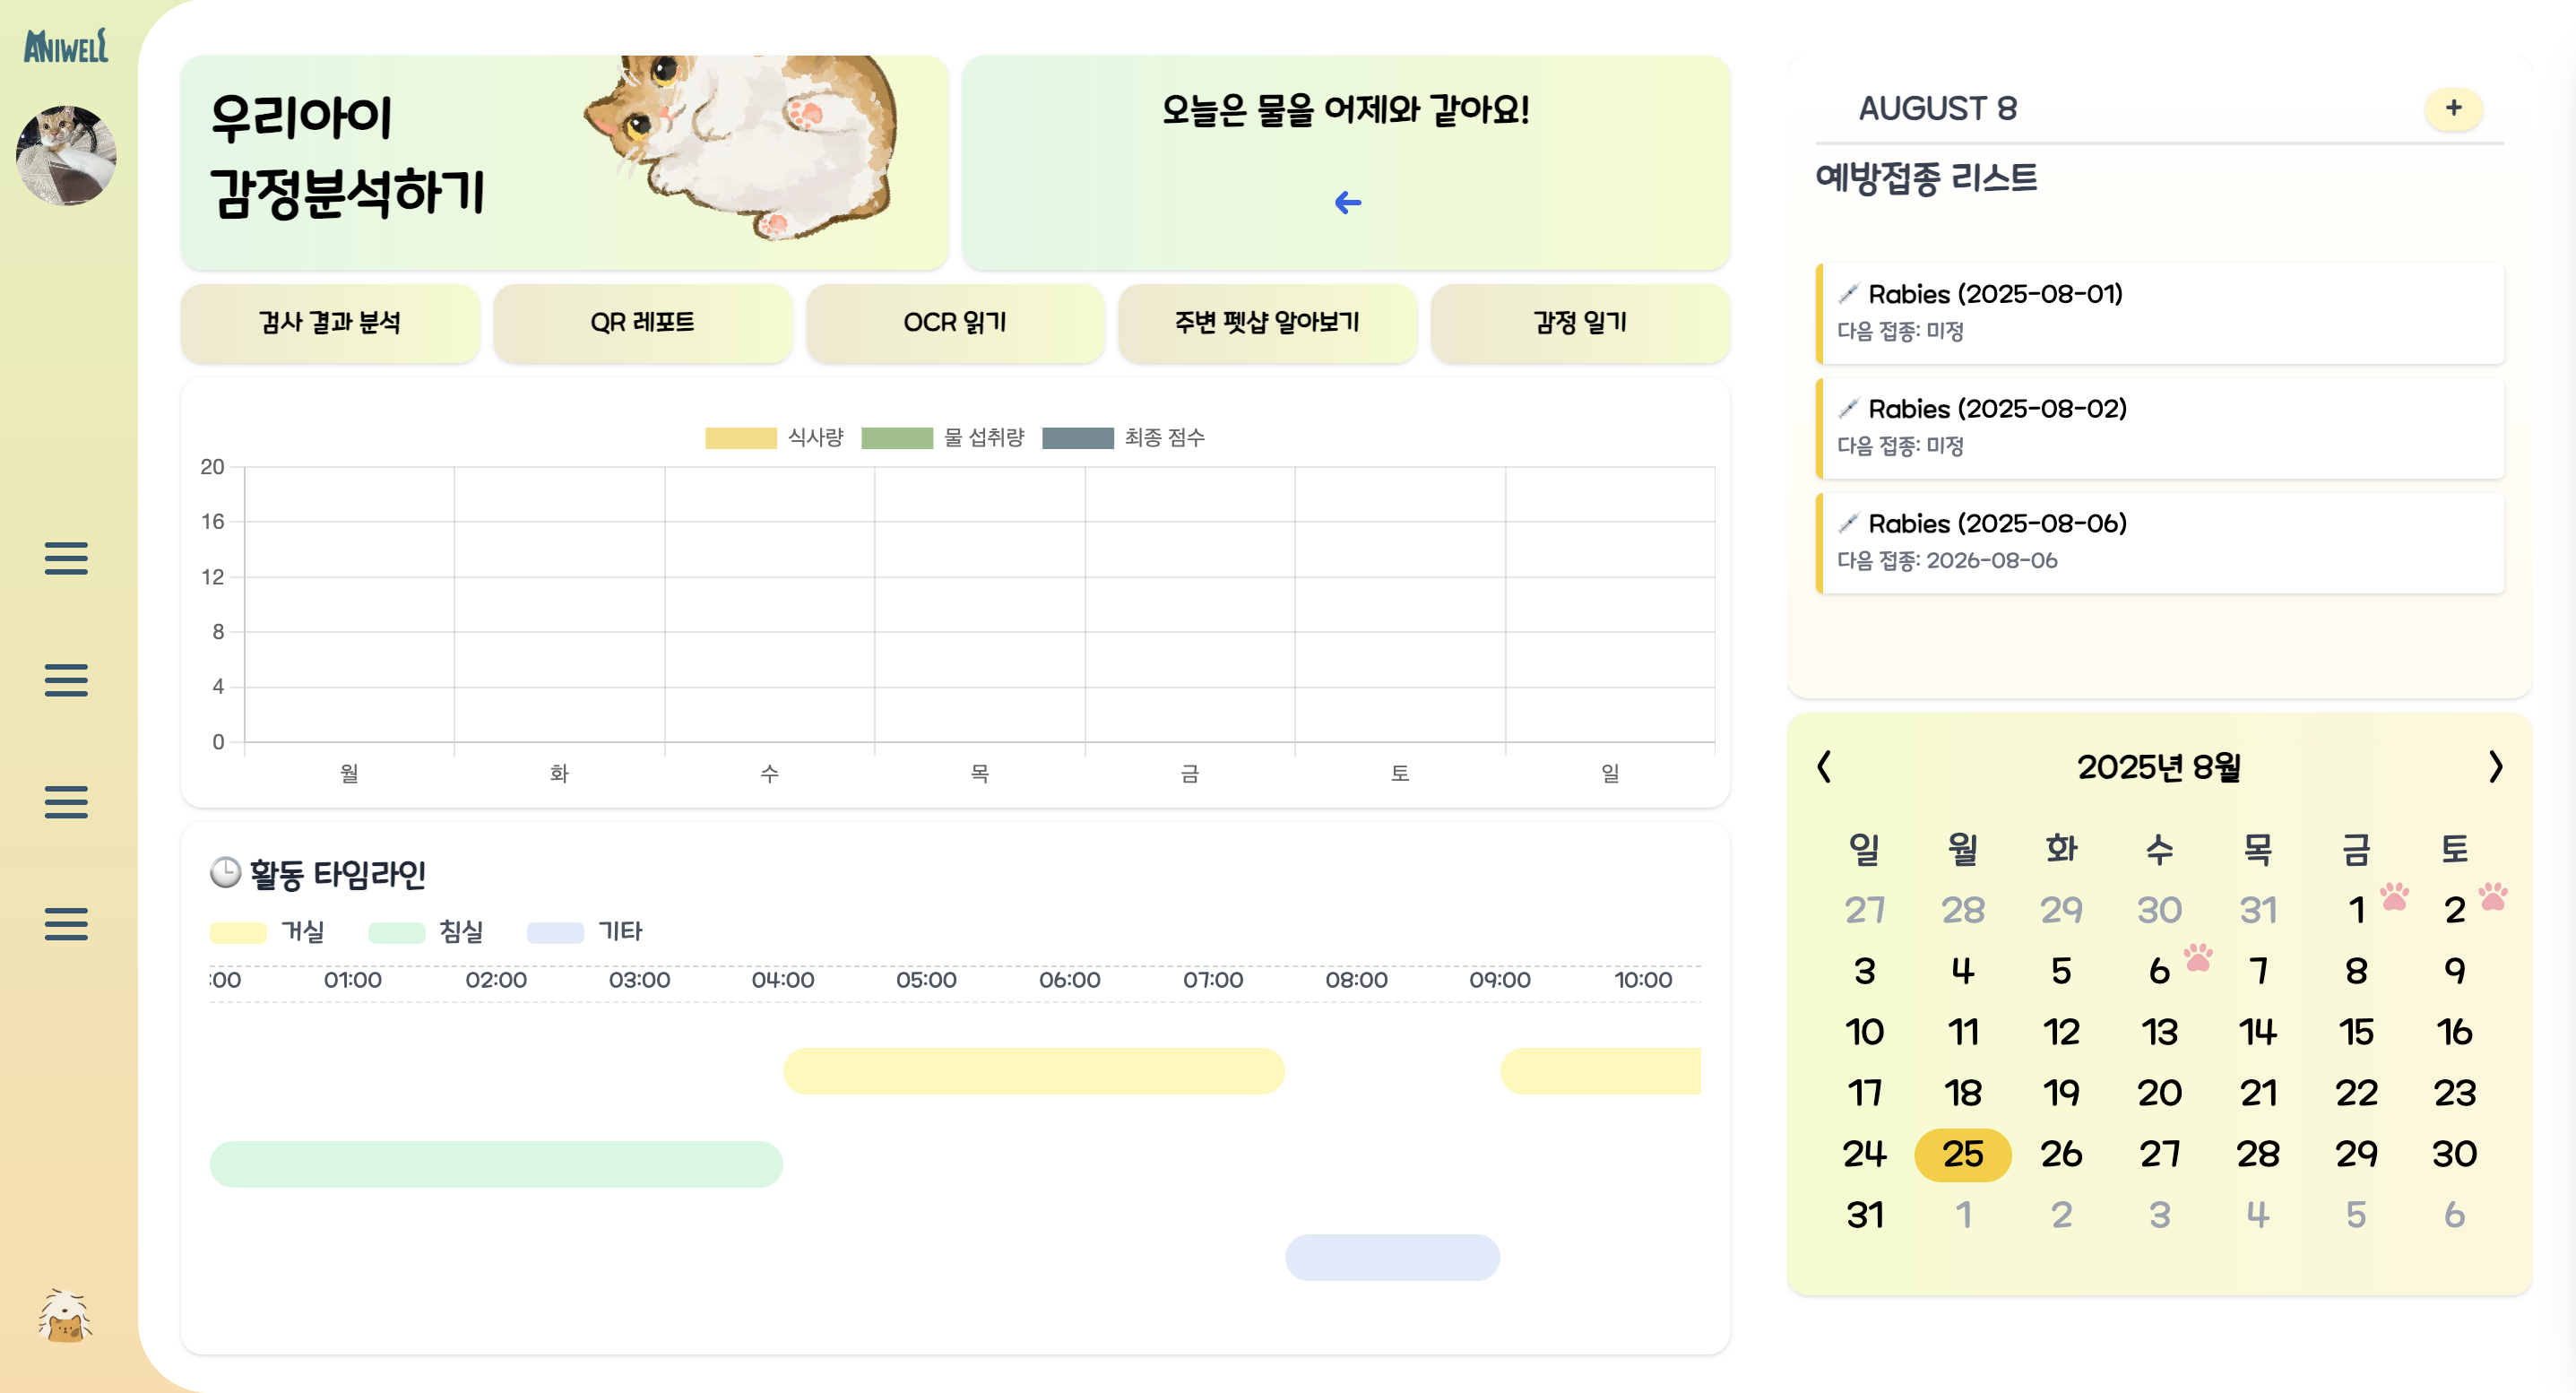 ANIWELL
우리아이
감정분석하기
오늘은 물을 어제와 같아요!
검사 결과 분석
QR 레포트
OCR 읽기
주변 펫샵 알아보기
감정 일기
식사량 물 섭취량 최종 점수
20
16
12
8
4
0
월 화 수 목 금 토 일
활동 타임라인
거실 침실 기타
:00 01:00 02:00 03:00 04:00 05:00 06:00 07:00 08:00 09:00 10:00
AUGUST 8 +
예방접종 리스트
Rabies (2025-08-01)
다음 접종: 미정
Rabies (2025-08-02)
다음 접종: 미정
Rabies (2025-08-06)
다음 접종: 2026-08-06
2025년 8월
일 월 화 수 목 금 토
27 28 29 30 31 1 2
3 4 5 6 7 8 9
10 11 12 13 14 15 16
17 18 19 20 21 22 23
24 25 26 27 28 29 30
31 1 2 3 4 5 6